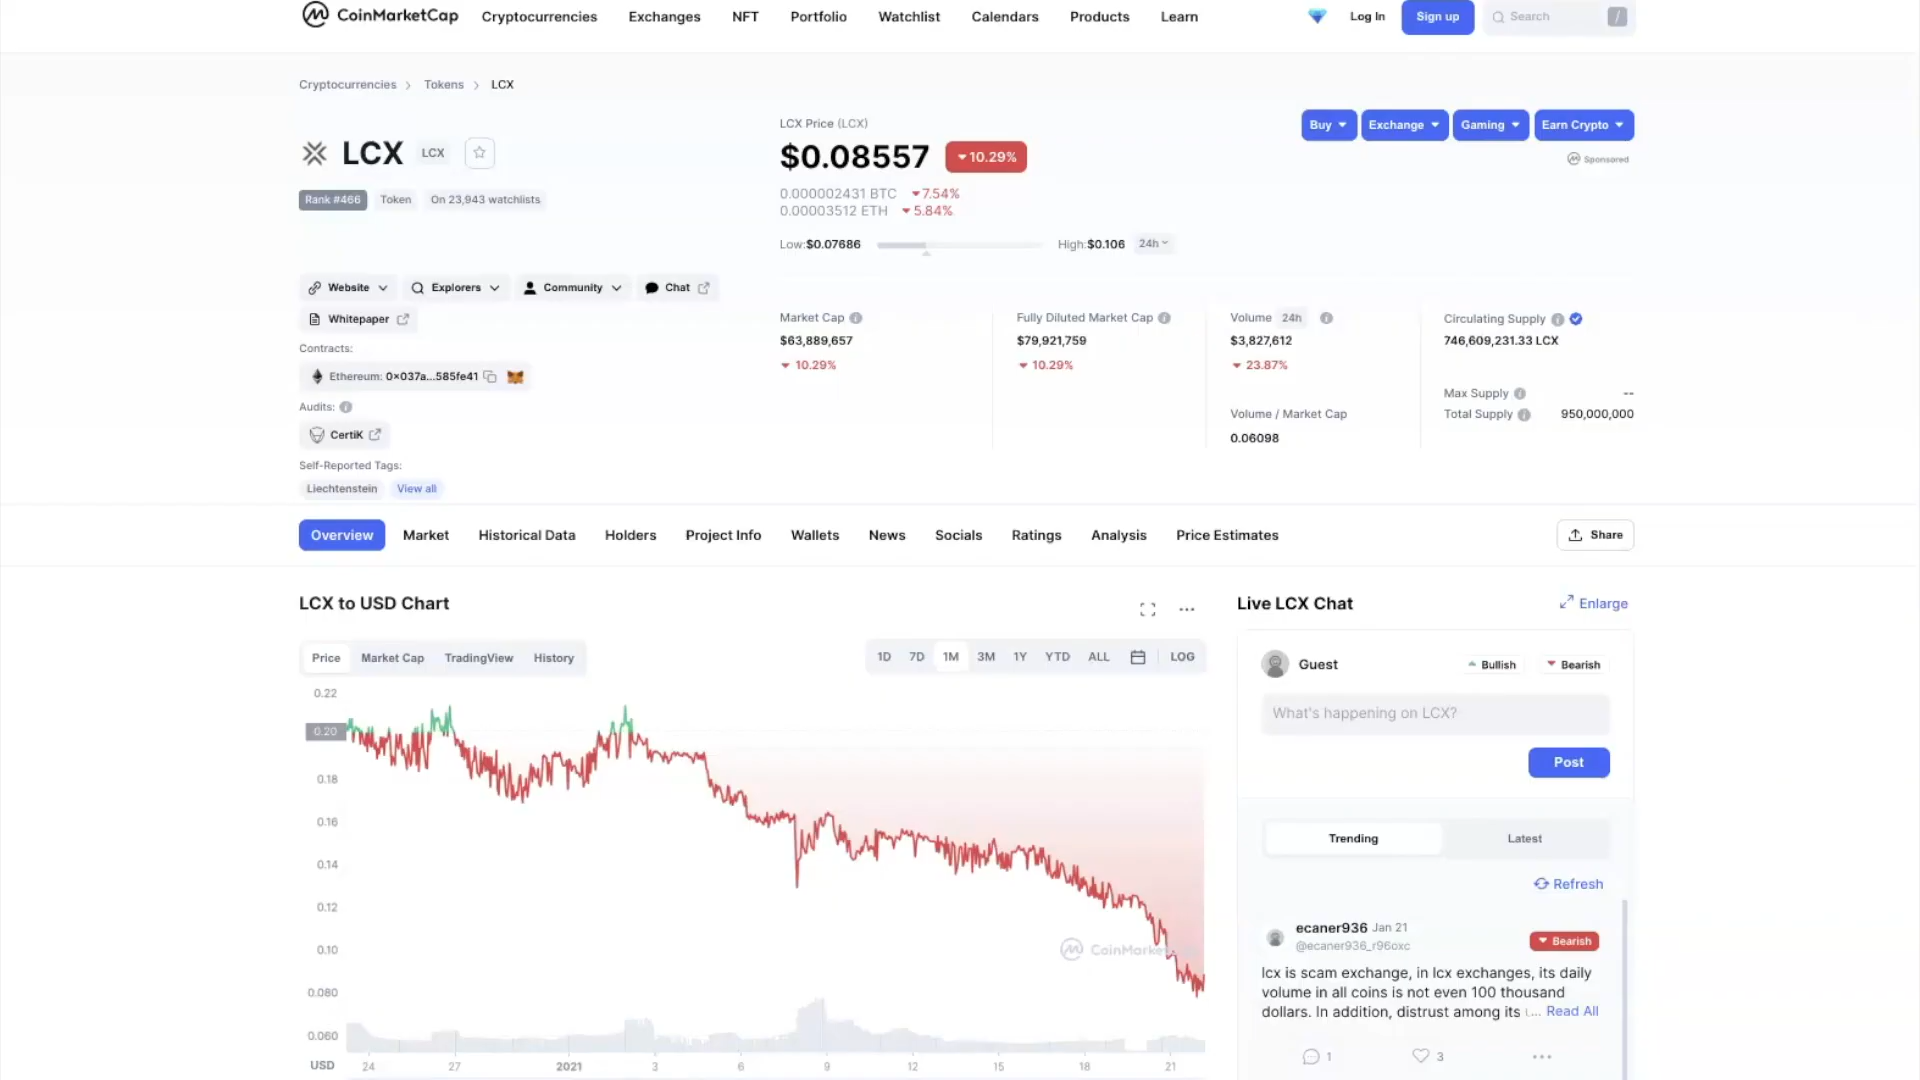 CoinMarketCap Cryptocurrencies Exchanges NFT Portfolio Watchlist Calendars Products Learn Log In Sign up Search /
Cryptocurrencies > Tokens > LCX
LCX LCX
Rank #466 Token On 23,943 watchlists
Website Explorers Community Chat
Whitepaper
Contracts:
Ethereum: 0x037a...585fe41
Audits:
CertiK
Self-Reported Tags:
Liechtenstein View all
LCX Price (LCX)
$0.08557 10.29%
0.000002431 BTC 7.54%
0.00003512 ETH 5.84%
Low:$0.07686 High:$0.106 24h
Buy Exchange Gaming Earn Crypto
Sponsored
Market Cap
$63,889,657
10.29%
Fully Diluted Market Cap
$79,921,759
10.29%
Volume 24h
$3,827,612
23.87%
Volume / Market Cap
0.06098
Circulating Supply
746,609,231.33 LCX
Max Supply --
Total Supply 950,000,000
Overview Market Historical Data Holders Project Info Wallets News Socials Ratings Analysis Price Estimates Share
LCX to USD Chart
Price Market Cap TradingView History 1D 7D 1M 3M 1Y YTD ALL LOG
0.22
0.20
0.18
0.16
0.14
0.12
0.10
0.080
0.060
CoinMarke
USD 24 27 2021 3 6 9 12 15 18 21
Live LCX Chat Enlarge
Guest Bullish Bearish
What's happening on LCX?
Post
Trending Latest
Refresh
ecaner936 Jan 21
@ecaner936_r96oxc
Bearish
lcx is scam exchange, in lcx exchanges, its daily
volume in all coins is not even 100 thousand
dollars. In addition, distrust among its ... Read All
1 3 ...